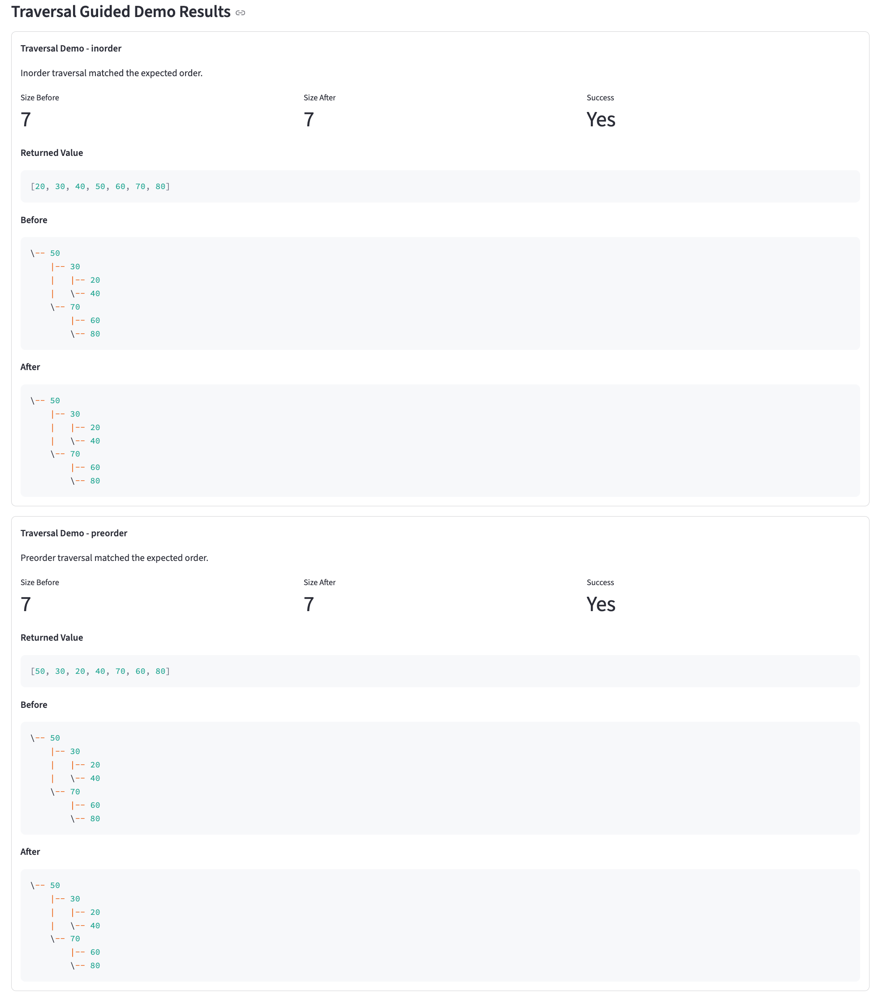 Traversal Guided Demo Results
Traversal Demo - inorder
Inorder traversal matched the expected order.
Size Before Size After Success
7 7 Yes
Returned Value
[20, 30, 40, 50, 60, 70, 80]
Before
\-- 50
    |-- 30
    |   |-- 20
    |   \-- 40
    \-- 70
        |-- 60
        \-- 80
After
\-- 50
    |-- 30
    |   |-- 20
    |   \-- 40
    \-- 70
        |-- 60
        \-- 80
Traversal Demo - preorder
Preorder traversal matched the expected order.
Size Before Size After Success
7 7 Yes
Returned Value
[50, 30, 20, 40, 70, 60, 80]
Before
\-- 50
    |-- 30
    |   |-- 20
    |   \-- 40
    \-- 70
        |-- 60
        \-- 80
After
\-- 50
    |-- 30
    |   |-- 20
    |   \-- 40
    \-- 70
        |-- 60
        \-- 80